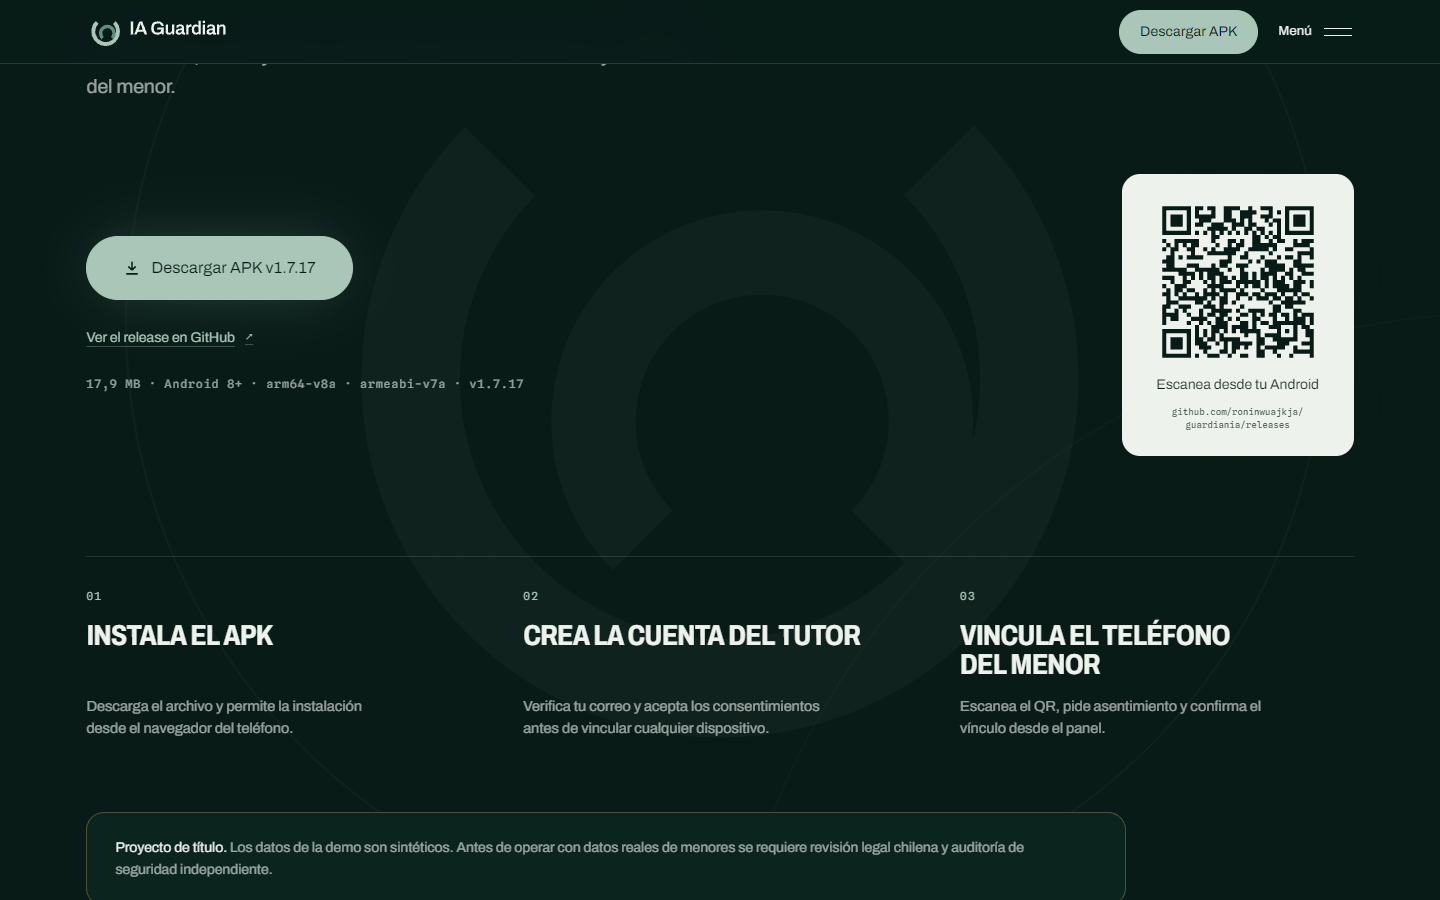 IA Guardian
Descargar APK
Menú
del menor.
Descargar APK v1.7.17
Ver el release en GitHub ↗
17,9 MB · Android 8+ · arm64-v8a · armeabi-v7a · v1.7.17
Escanea desde tu Android
github.com/roninwuajkja/
guardiania/releases
01
INSTALA EL APK
Descarga el archivo y permite la instalación
desde el navegador del teléfono.
02
CREA LA CUENTA DEL TUTOR
Verifica tu correo y acepta los consentimientos
antes de vincular cualquier dispositivo.
03
VINCULA EL TELÉFONO
DEL MENOR
Escanea el QR, pide asentimiento y confirma el
vínculo desde el panel.
Proyecto de título. Los datos de la demo son sintéticos. Antes de operar con datos reales de menores se requiere revisión legal chilena y auditoría de
seguridad independiente.